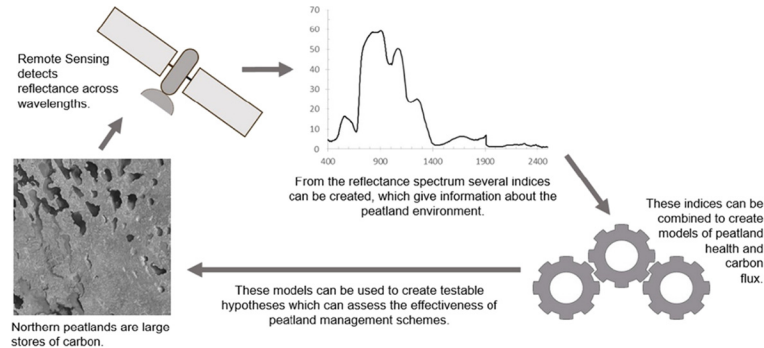 Remote Sensing
detects
reflectance across
wavelengths.
70
60
50
40
30
20
10
0
400
900
1400
1900
2400
From the reflectance spectrum several indices
can be created, which give information about the
peatland environment.
These indices can be
combined to create
models of peatland
health and
carbon
flux.
These models can be used to create testable
hypotheses which can assess the effectiveness of
peatland management schemes.
Northern peatlands are large
stores of carbon.